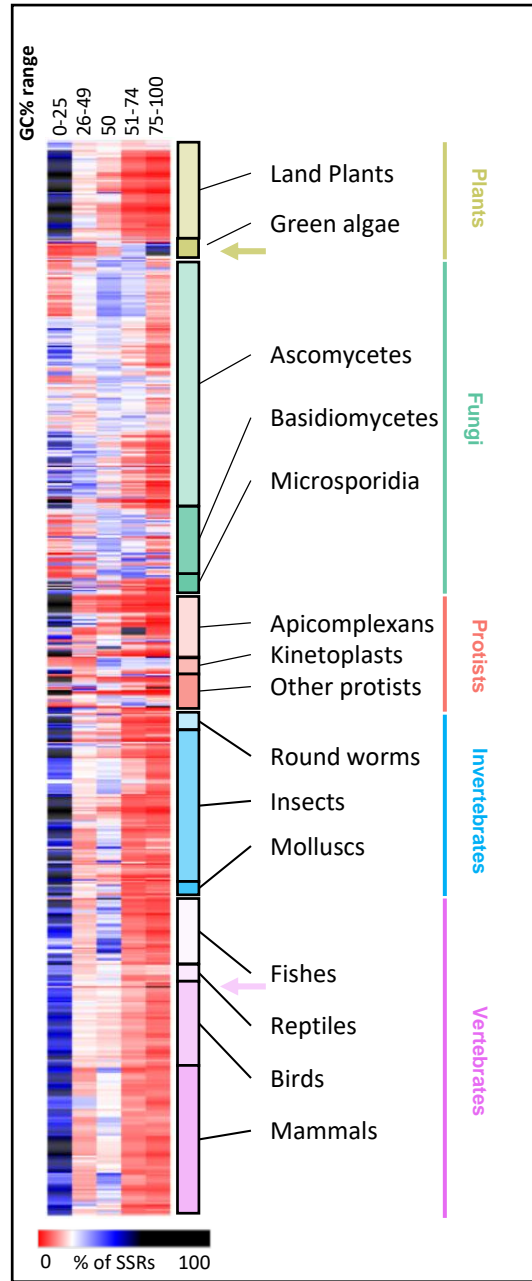 GC% range
0-25
26-49
50
51-74
75-100
Land Plants
Green algae
Plants
Ascomycetes
Basidiomycetes
Microsporidia
Fungi
Apicomplexans
Kinetoplasts
Other protists
Protists
Round worms
Insects
Molluscs
Invertebrates
Fishes
Reptiles
Birds
Mammals
Vertebrates
0 % of SSRs 100